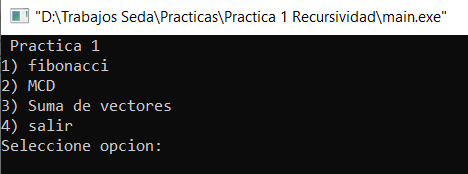 "D:\Trabajos Seda\Practicas\Practica 1 Recursividad\main.exe"
Practica 1
1) fibonacci
2) MCD
3) Suma de vectores
4) salir
Seleccione opcion: